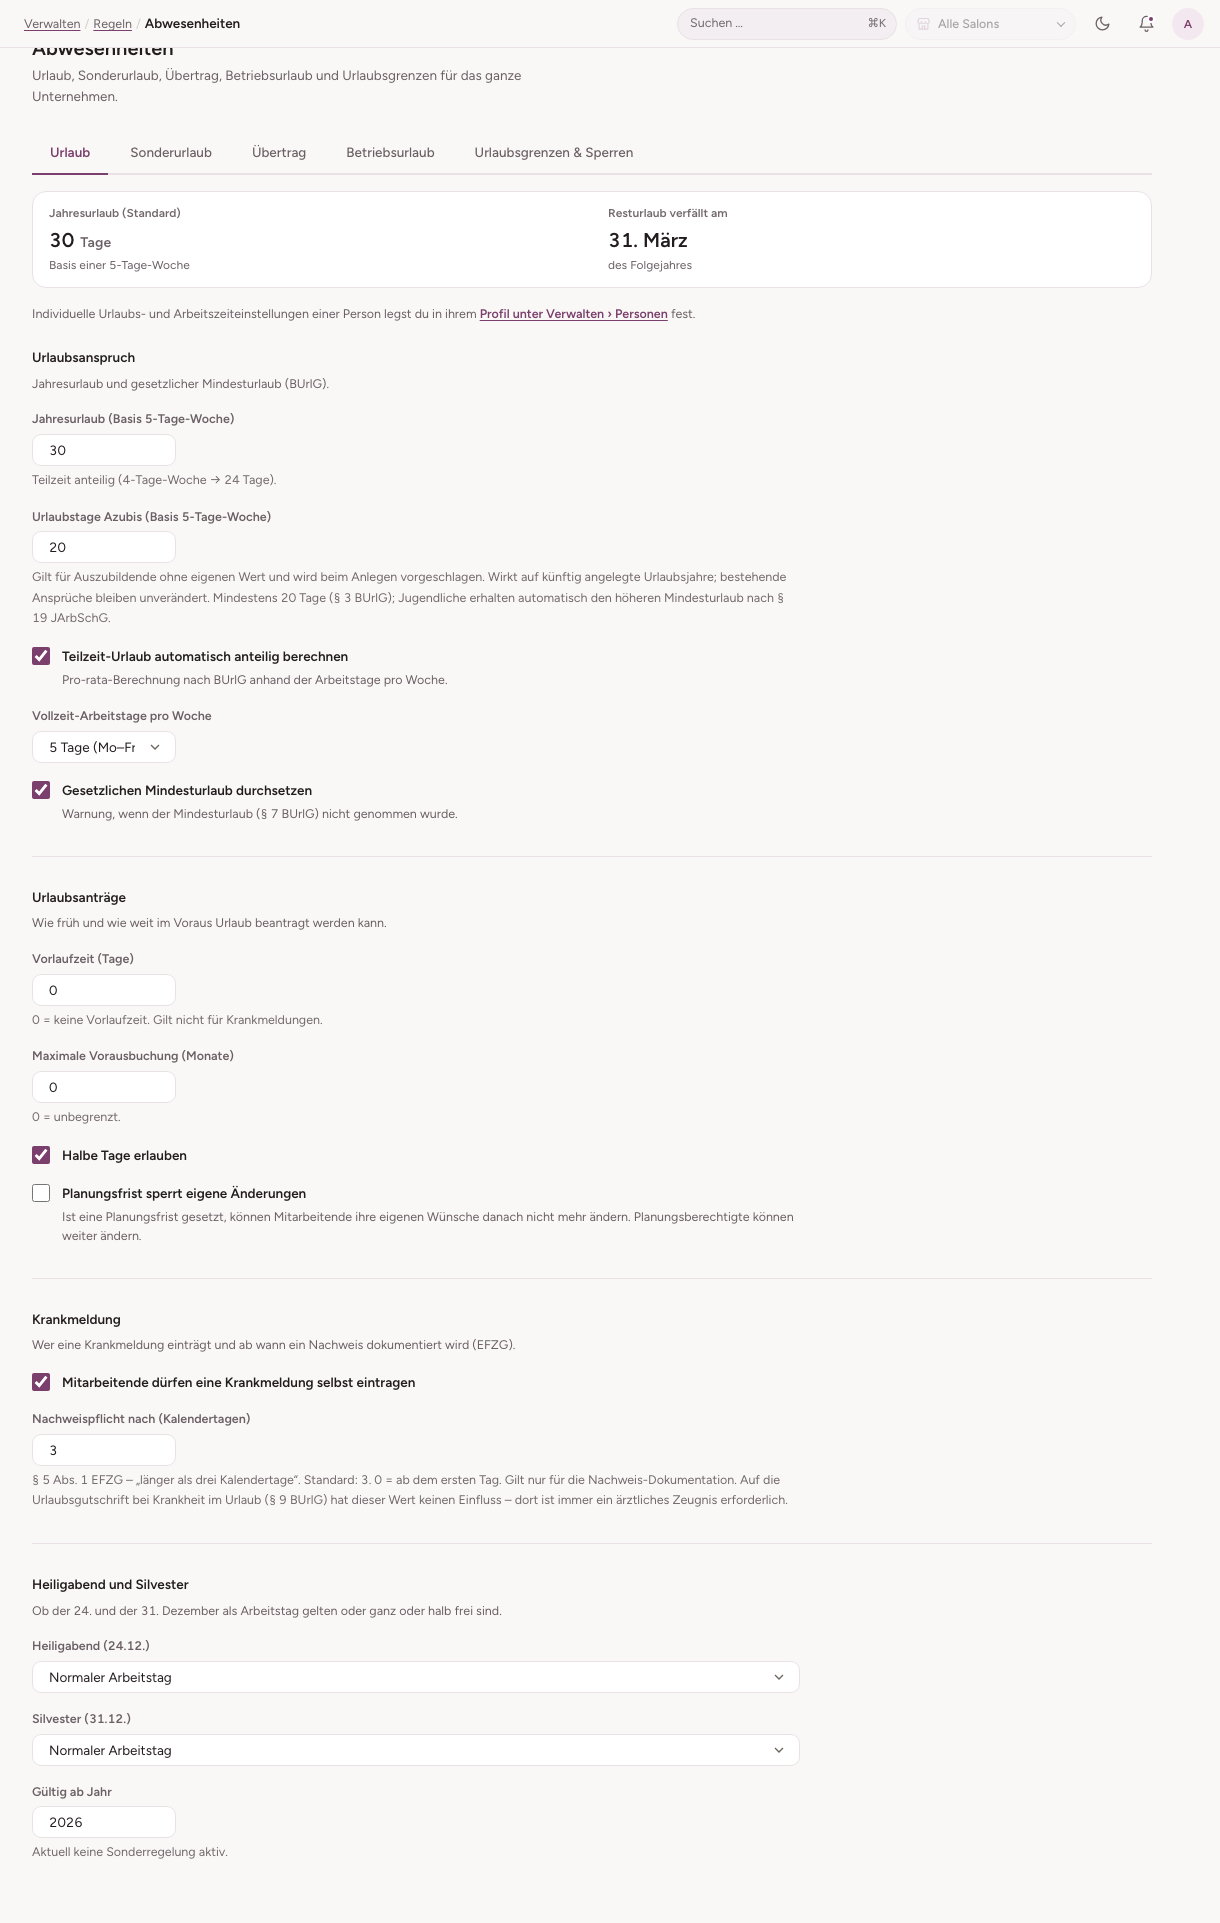 Verwalten / Regeln / Abwesenheiten
Suchen ...
⌘K
Alle Salons
A
Abwesenheiten
Urlaub, Sonderurlaub, Übertrag, Betriebsurlaub und Urlaubsgrenzen für das ganze
Unternehmen.
Urlaub
Sonderurlaub
Übertrag
Betriebsurlaub
Urlaubsgrenzen & Sperren
Jahresurlaub (Standard)
30 Tage
Basis einer 5-Tage-Woche
Resturlaub verfällt am
31. März
des Folgejahres
Individuelle Urlaubs- und Arbeitszeiteinstellungen einer Person legst du in ihrem Profil unter Verwalten › Personen fest.
Urlaubsanspruch
Jahresurlaub und gesetzlicher Mindesturlaub (BUrlG).
Jahresurlaub (Basis 5-Tage-Woche)
30
Teilzeit anteilig (4-Tage-Woche → 24 Tage).
Urlaubstage Azubis (Basis 5-Tage-Woche)
20
Gilt für Auszubildende ohne eigenen Wert und wird beim Anlegen vorgeschlagen. Wirkt auf künftig angelegte Urlaubsjahre; bestehende
Ansprüche bleiben unverändert. Mindestens 20 Tage (§ 3 BUrlG); Jugendliche erhalten automatisch den höheren Mindesturlaub nach §
19 JArbSchG.
Teilzeit-Urlaub automatisch anteilig berechnen
Pro-rata-Berechnung nach BUrlG anhand der Arbeitstage pro Woche.
Vollzeit-Arbeitstage pro Woche
5 Tage (Mo–Fr
Gesetzlichen Mindesturlaub durchsetzen
Warnung, wenn der Mindesturlaub (§ 7 BUrlG) nicht genommen wurde.
Urlaubsanträge
Wie früh und wie weit im Voraus Urlaub beantragt werden kann.
Vorlaufzeit (Tage)
0
0 = keine Vorlaufzeit. Gilt nicht für Krankmeldungen.
Maximale Vorausbuchung (Monate)
0
0 = unbegrenzt.
Halbe Tage erlauben
Planungsfrist sperrt eigene Änderungen
Ist eine Planungsfrist gesetzt, können Mitarbeitende ihre eigenen Wünsche danach nicht mehr ändern. Planungsberechtigte können
weiter ändern.
Krankmeldung
Wer eine Krankmeldung einträgt und ab wann ein Nachweis dokumentiert wird (EFZG).
Mitarbeitende dürfen eine Krankmeldung selbst eintragen
Nachweispflicht nach (Kalendertagen)
3
§ 5 Abs. 1 EFZG – „länger als drei Kalendertage“. Standard: 3. 0 = ab dem ersten Tag. Gilt nur für die Nachweis-Dokumentation. Auf die
Urlaubsgutschrift bei Krankheit im Urlaub (§ 9 BUrlG) hat dieser Wert keinen Einfluss – dort ist immer ein ärztliches Zeugnis erforderlich.
Heiligabend und Silvester
Ob der 24. und der 31. Dezember als Arbeitstag gelten oder ganz oder halb frei sind.
Heiligabend (24.12.)
Normaler Arbeitstag
Silvester (31.12.)
Normaler Arbeitstag
Gültig ab Jahr
2026
Aktuell keine Sonderregelung aktiv.